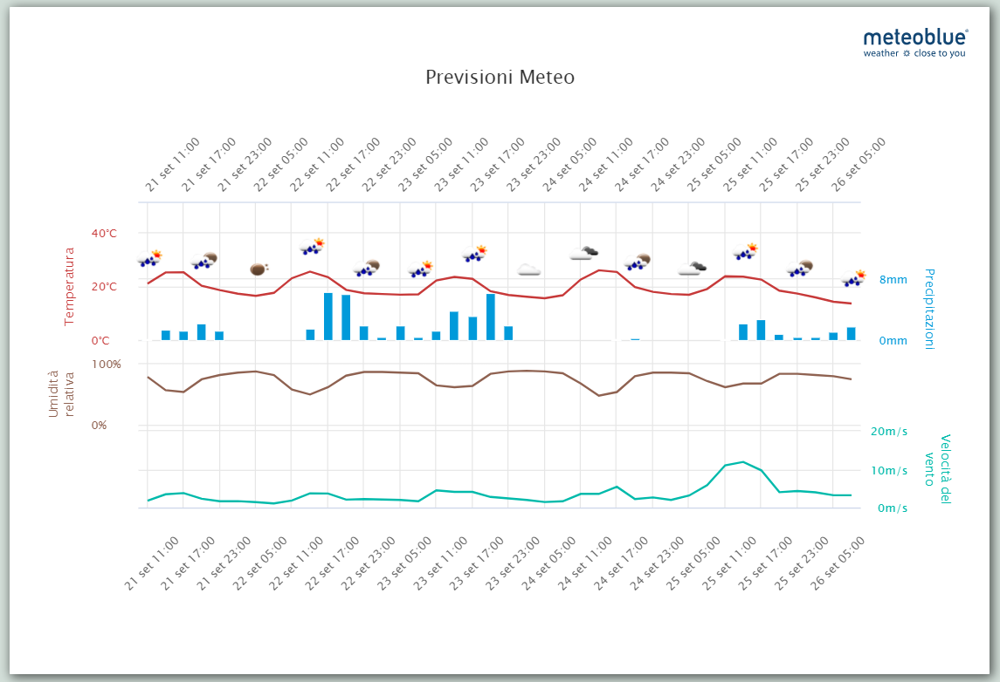 meteoblue®
weather ☼ close to you
Previsioni Meteo
21 set 11:00
21 set 17:00
21 set 23:00
22 set 05:00
22 set 11:00
22 set 17:00
22 set 23:00
23 set 05:00
23 set 11:00
23 set 17:00
23 set 23:00
24 set 05:00
24 set 11:00
24 set 17:00
24 set 23:00
25 set 05:00
25 set 11:00
25 set 17:00
25 set 23:00
26 set 05:00
Temperatura
40°C
20°C
0°C
Precipitazioni
8mm
0mm
Umidità
relativa
100%
0%
Velocità del
vento
20m/s
10m/s
0m/s
21 set 11:00
21 set 17:00
21 set 23:00
22 set 05:00
22 set 11:00
22 set 17:00
22 set 23:00
23 set 05:00
23 set 11:00
23 set 17:00
23 set 23:00
24 set 05:00
24 set 11:00
24 set 17:00
24 set 23:00
25 set 05:00
25 set 11:00
25 set 17:00
25 set 23:00
26 set 05:00